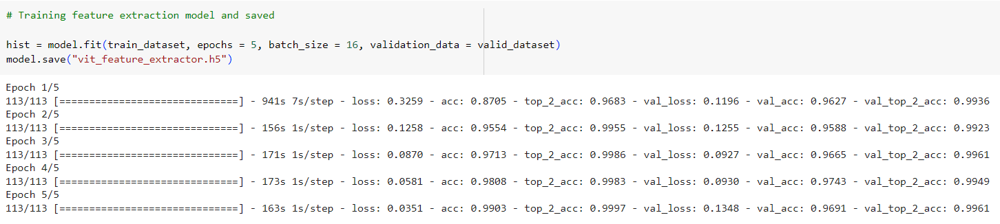 # Training feature extraction model and saved
hist = model.fit(train_dataset, epochs = 5, batch_size = 16, validation_data = valid_dataset)
model.save("vit_feature_extractor.h5")
Epoch 1/5
113/113 [==============================] - 941s 7s/step - loss: 0.3259 - acc: 0.8705 - top_2_acc: 0.9683 - val_loss: 0.1196 - val_acc: 0.9627 - val_top_2_acc: 0.9936
Epoch 2/5
113/113 [==============================] - 156s 1s/step - loss: 0.1258 - acc: 0.9554 - top_2_acc: 0.9955 - val_loss: 0.1255 - val_acc: 0.9588 - val_top_2_acc: 0.9923
Epoch 3/5
113/113 [==============================] - 171s 1s/step - loss: 0.0870 - acc: 0.9713 - top_2_acc: 0.9986 - val_loss: 0.0927 - val_acc: 0.9665 - val_top_2_acc: 0.9961
Epoch 4/5
113/113 [==============================] - 173s 1s/step - loss: 0.0581 - acc: 0.9808 - top_2_acc: 0.9983 - val_loss: 0.0930 - val_acc: 0.9743 - val_top_2_acc: 0.9949
Epoch 5/5
113/113 [==============================] - 163s 1s/step - loss: 0.0351 - acc: 0.9903 - top_2_acc: 0.9997 - val_loss: 0.1348 - val_acc: 0.9691 - val_top_2_acc: 0.9961